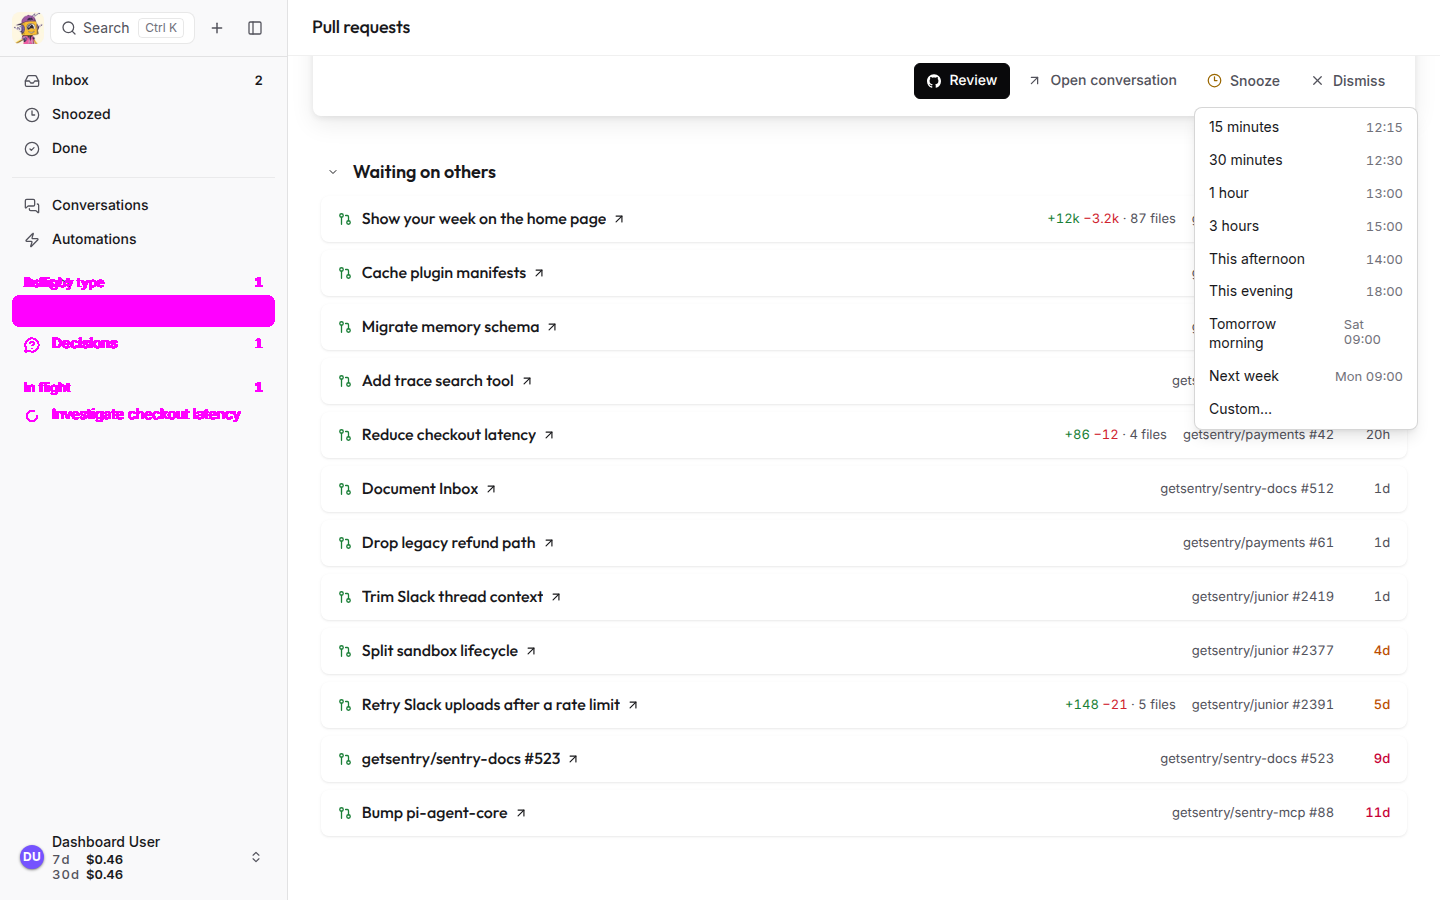 Search Ctrl K
Pull requests
Inbox 2
Snoozed
Done
Conversations
Automations
type 1
Decisions 1
In flight 1
Investigate checkout latency
Dashboard User
DU
7d $0.46
30d $0.46
Review Open conversation Snooze Dismiss
15 minutes 12:15
30 minutes 12:30
1 hour 13:00
3 hours 15:00
This afternoon 14:00
This evening 18:00
Tomorrow morning Sat 09:00
Next week Mon 09:00
Custom...
Waiting on others
Show your week on the home page +12k −3.2k · 87 files
Cache plugin manifests
Migrate memory schema
Add trace search tool
Reduce checkout latency +86 −12 · 4 files getsentry/payments #42 20h
Document Inbox getsentry/sentry-docs #512 1d
Drop legacy refund path getsentry/payments #61 1d
Trim Slack thread context getsentry/junior #2419 1d
Split sandbox lifecycle getsentry/junior #2377 4d
Retry Slack uploads after a rate limit +148 −21 · 5 files getsentry/junior #2391 5d
getsentry/sentry-docs #523 getsentry/sentry-docs #523 9d
Bump pi-agent-core getsentry/sentry-mcp #88 11d